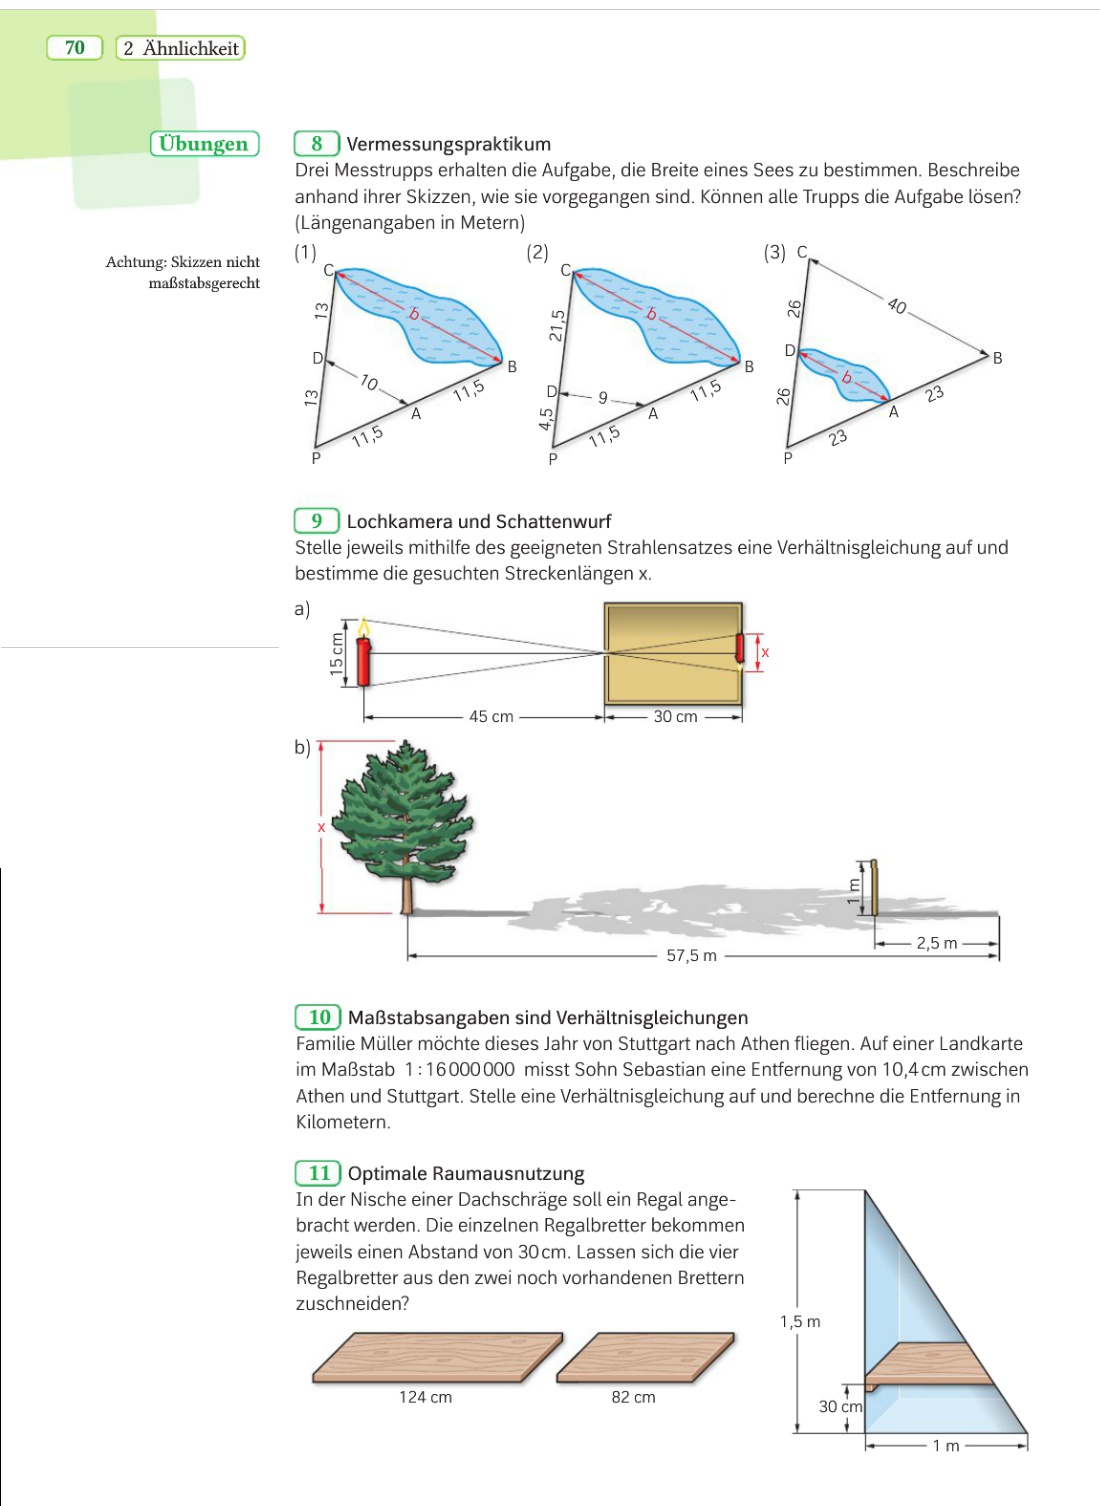 70
2 Ähnlichkeit
Übungen
8 Vermessungspraktikum
Drei Messtrupps erhalten die Aufgabe, die Breite eines Sees zu bestimmen. Beschreibe
anhand ihrer Skizzen, wie sie vorgegangen sind. Können alle Trupps die Aufgabe lösen?
(Längenangaben in Metern)
Achtung: Skizzen nicht
maßstabsgerecht
(1)
C
13
b
D
B
10
13
11,5
A
11,5
P
(2)
C
21,5
b
B
D
9
11,5
4,5
A
11,5
P
(3)
C
26
40
D
B
b
26
23
A
23
P
9 Lochkamera und Schattenwurf
Stelle jeweils mithilfe des geeigneten Strahlensatzes eine Verhältnisgleichung auf und
bestimme die gesuchten Streckenlängen x.
a)
15 cm
x
45 cm
30 cm
b)
x
1 m
2,5 m
57,5 m
10 Maßstabsangaben sind Verhältnisgleichungen
Familie Müller möchte dieses Jahr von Stuttgart nach Athen fliegen. Auf einer Landkarte
im Maßstab 1 : 16 000 000 misst Sohn Sebastian eine Entfernung von 10,4 cm zwischen
Athen und Stuttgart. Stelle eine Verhältnisgleichung auf und berechne die Entfernung in
Kilometern.
11 Optimale Raumausnutzung
In der Nische einer Dachschräge soll ein Regal ange-
bracht werden. Die einzelnen Regalbretter bekommen
jeweils einen Abstand von 30 cm. Lassen sich die vier
Regalbretter aus den zwei noch vorhandenen Brettern
zuschneiden?
124 cm
82 cm
1,5 m
30 cm
1 m